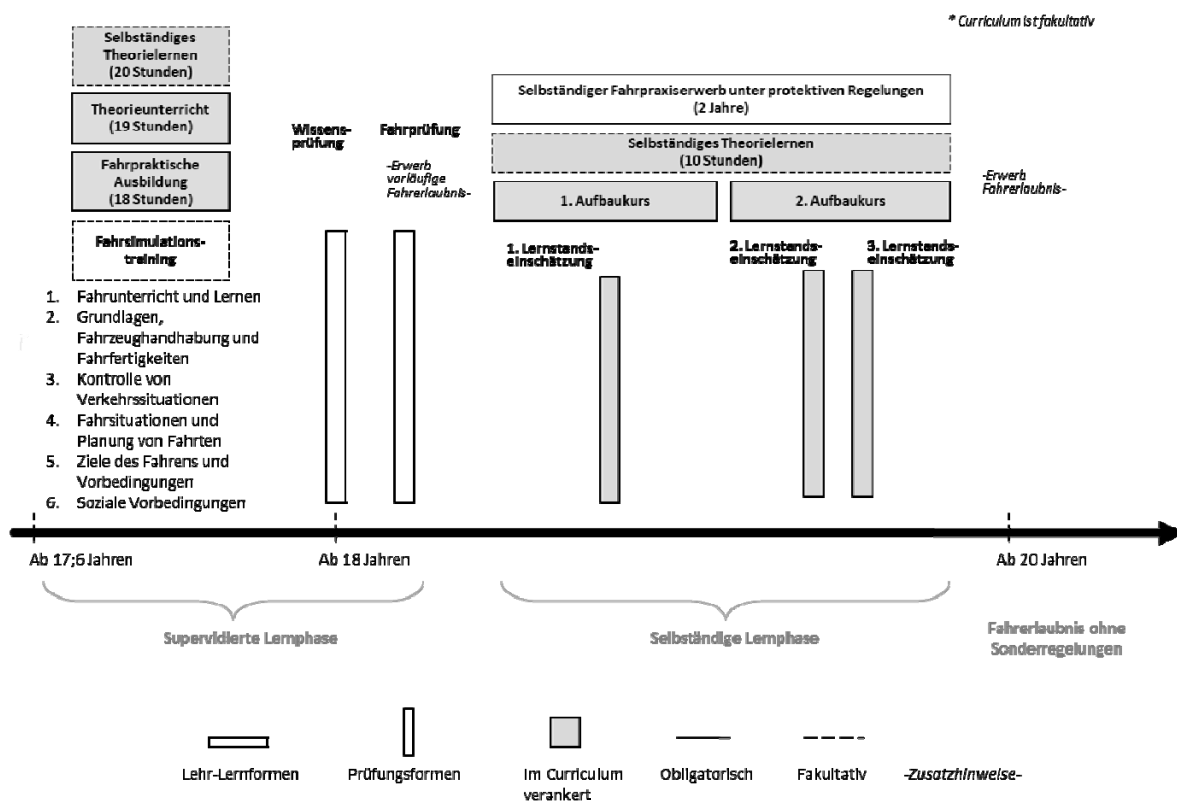 * Curriculum ist fakultativ
Selbständiges
Theorielernen
(20 Stunden)
Theorieunterricht
(19 Stunden)
Fahrpraktische
Ausbildung
(18 Stunden)
Fahrsimulations-
training
1. Fahrunterricht und Lernen
2. Grundlagen,
Fahrzeughandhabung und
Fahrfertigkeiten
3. Kontrolle von
Verkehrssituationen
4. Fahrsituationen und
Planung von Fahrten
5. Ziele des Fahrens und
Vorbedingungen
6. Soziale Vorbedingungen
Wissens-
prüfung
Fahrprüfung
-Erwerb
vorläufige
Fahrerlaubnis-
Selbständiger Fahrpraxiserwerb unter protektiven Regelungen
(2 Jahre)
Selbständiges Theorielernen
(10 Stunden)
1. Aufbaukurs
2. Aufbaukurs
1. Lernstands-
einschätzung
2. Lernstands-
einschätzung
3. Lernstands-
einschätzung
-Erwerb
Fahrerlaubnis-
Ab 17;6 Jahren
Ab 18 Jahren
Ab 20 Jahren
Supervidierte Lernphase
Selbständige Lernphase
Fahrerlaubnis ohne
Sonderregelungen
Lehr-Lernformen
Prüfungsformen
Im Curriculum
verankert
Obligatorisch
Fakultativ
-Zusatzhinweise-